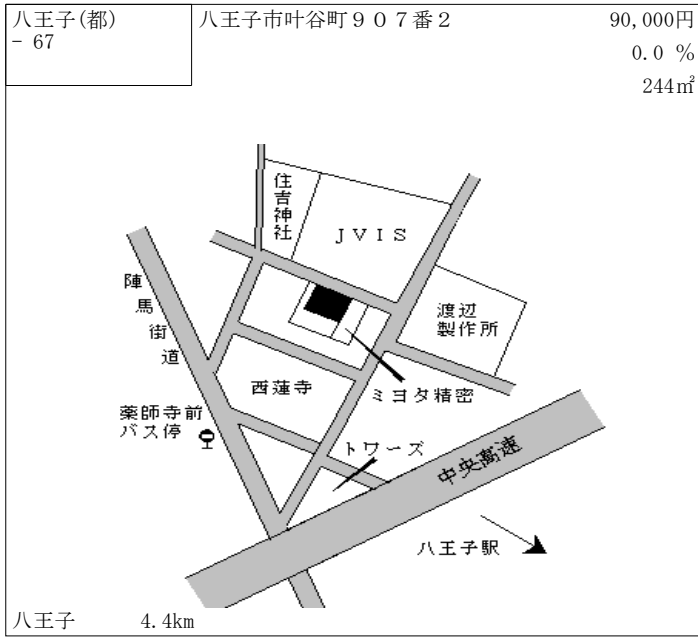 八王子(都)
- 67
八王子市叶谷町９０７番２
90,000円
0.0 %
244㎡
住吉神社
ＪＶＩＳ
陣馬街道
渡辺
製作所
西蓮寺
ミヨタ精密
薬師寺前
バス停
トワーズ
中央高速
八王子駅
八王子 4.4km